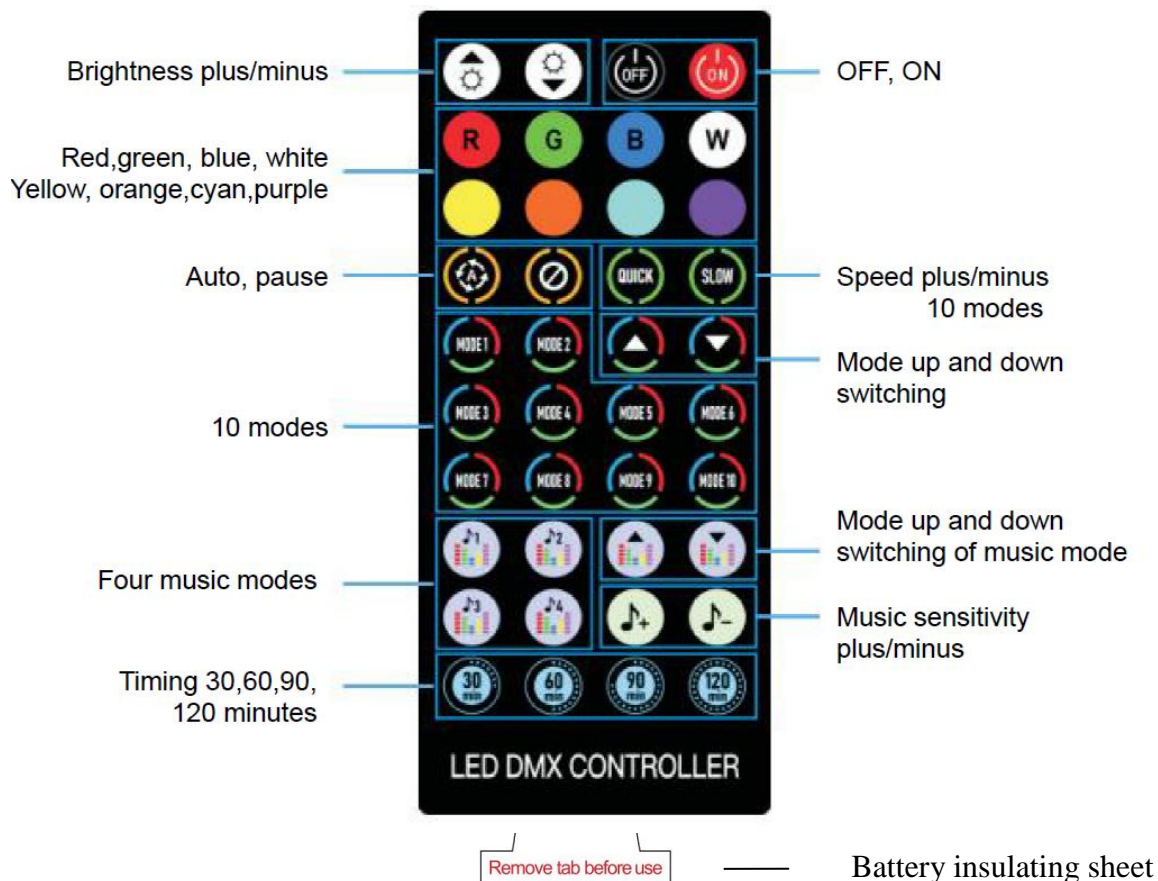 Brightness plus/minus
OFF
ON
OFF, ON
Red,green, blue, white
Yellow, orange,cyan,purple
R G B W
Auto, pause
A
QUICK SLOW
Speed plus/minus
10 modes
MODE 1 MODE 2
Mode up and down
switching
10 modes
MODE 3 MODE 4 MODE 5 MODE 6
MODE 7 MODE 8 MODE 9 MODE 10
Four music modes
♪1 ♪2
Mode up and down
switching of music mode
♪3 ♪4
♪+ ♪-
Music sensitivity
plus/minus
Timing 30,60,90,
120 minutes
30 min 60 min 90 min 120 min
LED DMX CONTROLLER
Remove tab before use
Battery insulating sheet